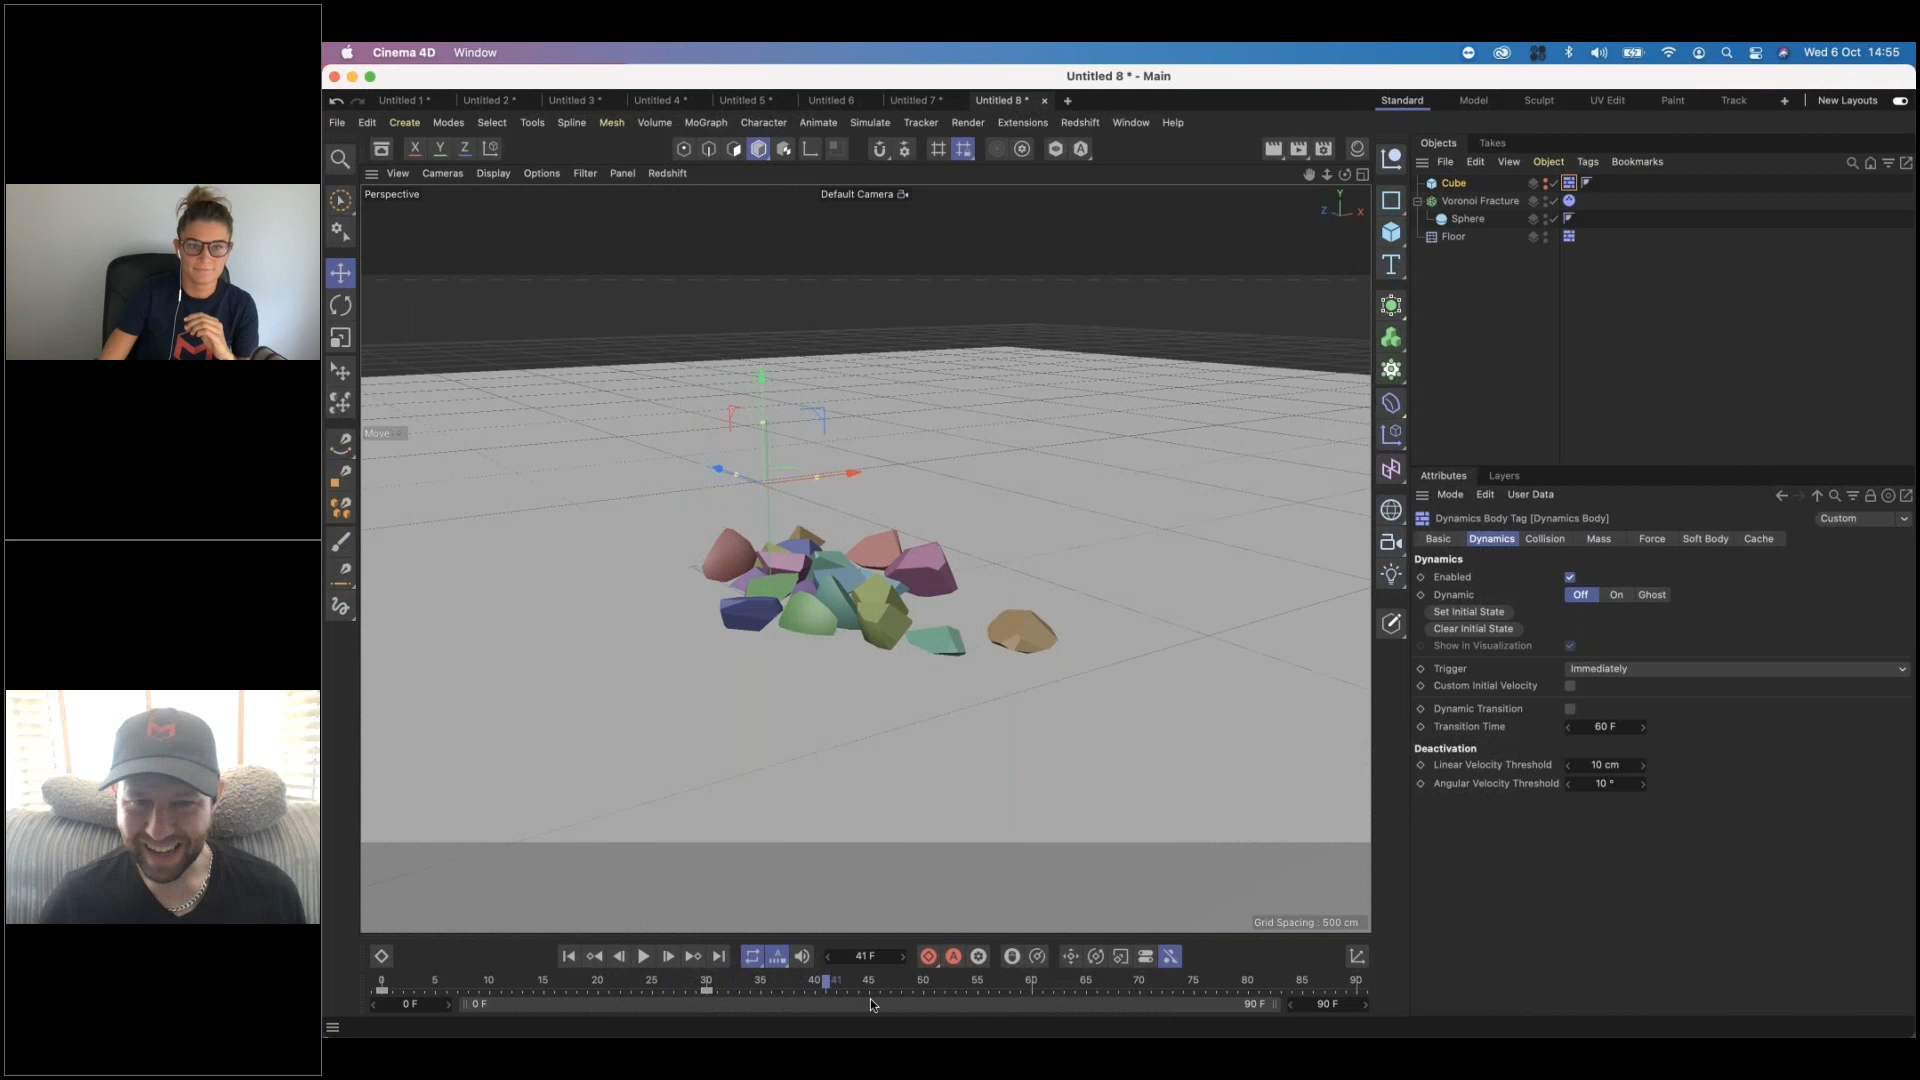 Cinema 4D Window
Wed 6 Oct 14:55
Untitled 8 * - Main
Untitled 1 * Untitled 2 * Untitled 3 * Untitled 4 * Untitled 5 * Untitled 6 Untitled 7 * Untitled 8 *
Standard Model Sculpt UV Edit Paint Track New Layouts
File Edit Create Modes Select Tools Spline Mesh Volume MoGraph Character Animate Simulate Tracker Render Extensions Redshift Window Help
X Y Z
View Cameras Display Options Filter Panel Redshift
Perspective
Default Camera
Y
Z X
Move
Grid Spacing : 500 cm
Objects Takes
File Edit View Object Tags Bookmarks
Cube
Voronoi Fracture
Sphere
Floor
Attributes Layers
Mode Edit User Data
Dynamics Body Tag [Dynamics Body]
Custom
Basic Dynamics Collision Mass Force Soft Body Cache
Dynamics
Enabled
Dynamic Off On Ghost
Set Initial State
Clear Initial State
Show in Visualization
Trigger Immediately
Custom Initial Velocity
Dynamic Transition
Transition Time 60 F
Deactivation
Linear Velocity Threshold 10 cm
Angular Velocity Threshold 10 °
41 F
0 5 10 15 20 25 30 35 40 41 45 50 55 60 65 70 75 80 85 90
0 F 0 F 90 F 90 F